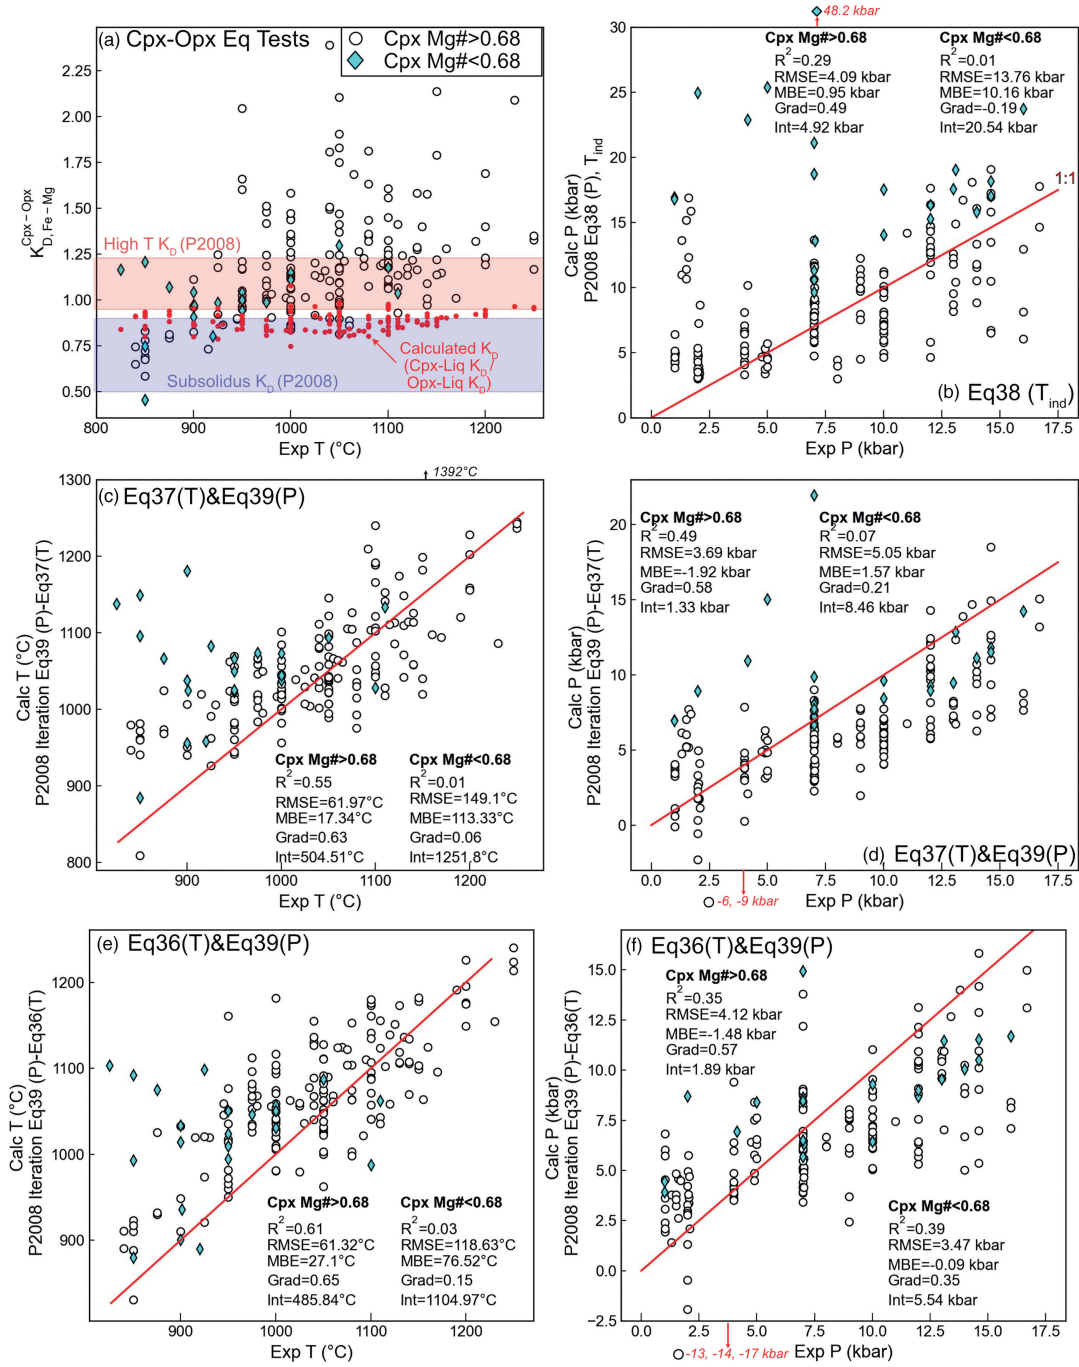 (a) Cpx-Opx Eq Tests
Cpx Mg#>0.68
Cpx Mg#<0.68
2.25
2.00
1.75
1.50
1.25
1.00
0.75
0.50
K D, Fe−Mg Cpx−Opx
High T K_D (P2008)
Calculated K_D
(Cpx-Liq K_D/
Opx-Liq K_D)
Subsolidus K_D (P2008)
800 900 1000 1100 1200
Exp T (°C)
48.2 kbar
30
25
20
15
10
5
0
Calc P (kbar)
P2008 Eq38 (P), T_ind
Cpx Mg#>0.68
R²=0.29
RMSE=4.09 kbar
MBE=0.95 kbar
Grad=0.49
Int=4.92 kbar
Cpx Mg#<0.68
R²=0.01
RMSE=13.76 kbar
MBE=10.16 kbar
Grad=-0.19
Int=20.54 kbar
1:1
(b) Eq38 (T_ind)
0.0 2.5 5.0 7.5 10.0 12.5 15.0 17.5
Exp P (kbar)
1392°C
(c) Eq37(T)&Eq39(P)
1300
1200
1100
1000
900
800
Calc T (°C)
P2008 Iteration Eq39 (P)-Eq37(T)
Cpx Mg#>0.68
R²=0.55
RMSE=61.97°C
MBE=17.34°C
Grad=0.63
Int=504.51°C
Cpx Mg#<0.68
R²=0.01
RMSE=149.1°C
MBE=113.33°C
Grad=0.06
Int=1251.8°C
900 1000 1100 1200
Exp T (°C)
20
15
10
5
0
Calc P (kbar)
P2008 Iteration Eq39 (P)-Eq37(T)
Cpx Mg#>0.68
R²=0.49
RMSE=3.69 kbar
MBE=-1.92 kbar
Grad=0.58
Int=1.33 kbar
Cpx Mg#<0.68
R²=0.07
RMSE=5.05 kbar
MBE=1.57 kbar
Grad=0.21
Int=8.46 kbar
(d) Eq37(T)&Eq39(P)
0.0 2.5 5.0 7.5 10.0 12.5 15.0 17.5
-6, -9 kbar
Exp P (kbar)
(e) Eq36(T)&Eq39(P)
1200
1100
1000
900
Calc T (°C)
P2008 Iteration Eq39 (P)-Eq36(T)
Cpx Mg#>0.68
R²=0.61
RMSE=61.32°C
MBE=27.1°C
Grad=0.65
Int=485.84°C
Cpx Mg#<0.68
R²=0.03
RMSE=118.63°C
MBE=76.52°C
Grad=0.15
Int=1104.97°C
900 1000 1100 1200
Exp T (°C)
(f) Eq36(T)&Eq39(P)
15.0
12.5
10.0
7.5
5.0
2.5
0.0
−2.5
Calc P (kbar)
P2008 Iteration Eq39 (P)-Eq36(T)
Cpx Mg#>0.68
R²=0.35
RMSE=4.12 kbar
MBE=-1.48 kbar
Grad=0.57
Int=1.89 kbar
Cpx Mg#<0.68
R²=0.39
RMSE=3.47 kbar
MBE=-0.09 kbar
Grad=0.35
Int=5.54 kbar
0.0 2.5 5.0 7.5 10.0 12.5 15.0 17.5
-13, -14, -17 kbar
Exp P (kbar)